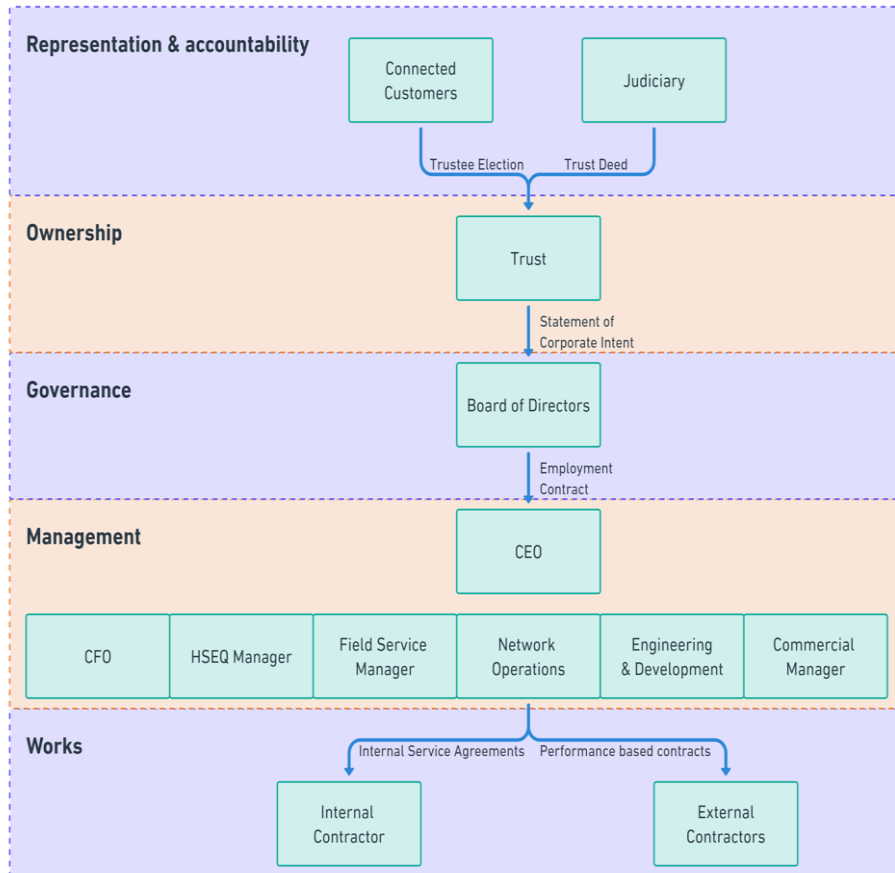 Representation & accountability
Connected
Customers
Judiciary
Trustee Election
Trust Deed
Ownership
Trust
Statement of
Corporate Intent
Governance
Board of Directors
Employment
Contract
Management
CEO
CFO
HSEQ Manager
Field Service
Manager
Network
Operations
Engineering
& Development
Commercial
Manager
Works
Internal Service Agreements
Performance based contracts
Internal
Contractor
External
Contractors